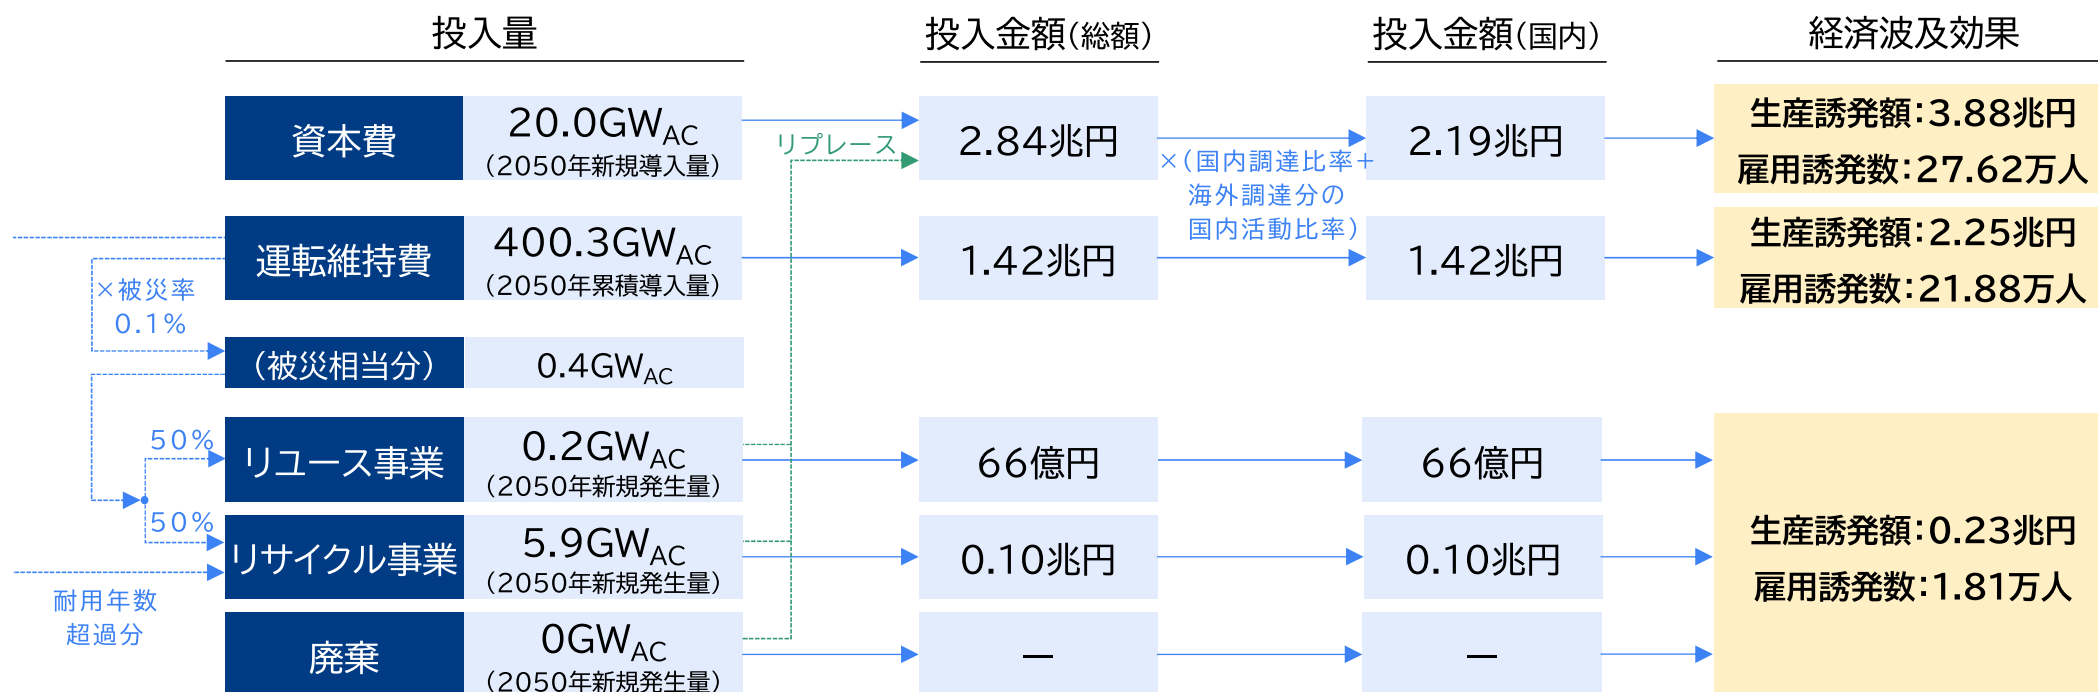 投入量
投入金額（総額）
投入金額（国内）
経済波及効果
資本費
20.0GWAC
（2050年新規導入量）
リプレース
2.84兆円
×（国内調達比率＋
海外調達分の
国内活動比率）
2.19兆円
生産誘発額：3.88兆円
雇用誘発数：27.62万人
運転維持費
400.3GWAC
（2050年累積導入量）
1.42兆円
1.42兆円
生産誘発額：2.25兆円
雇用誘発数：21.88万人
×被災率
0.1%
（被災相当分）
0.4GWAC
50%
リユース事業
0.2GWAC
（2050年新規発生量）
66億円
66億円
50%
リサイクル事業
5.9GWAC
（2050年新規発生量）
0.10兆円
0.10兆円
生産誘発額：0.23兆円
雇用誘発数：1.81万人
耐用年数
超過分
廃棄
0GWAC
（2050年新規発生量）
－
－